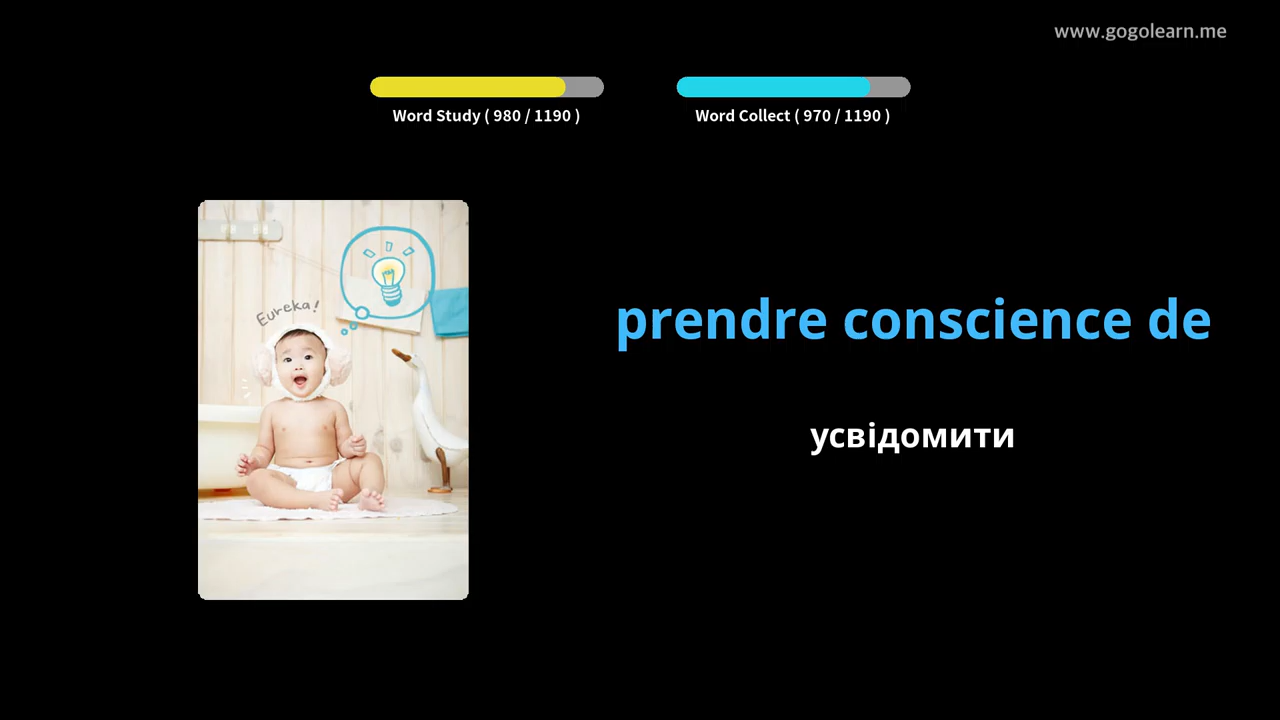 www.gogolearn.me
Word Study ( 980 / 1190 )
Word Collect ( 970 / 1190 )
Eureka!
prendre conscience de
усвідомити